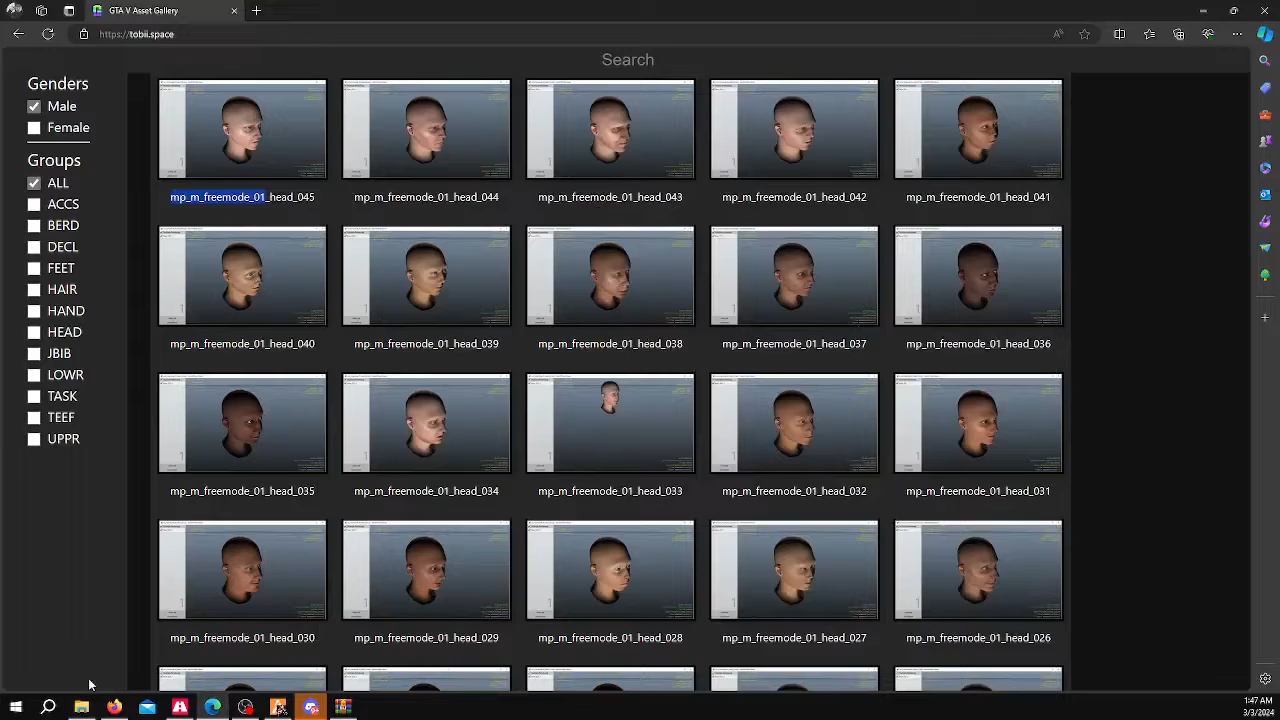 GTA V Asset Gallery
https://tobii.space
Search
Genders
Male
Female
Groups
ALL
ACCS
BERD
DECL
FEET
HAIR
HAND
HEAD
JBIB
LOWR
TASK
TEEF
UPPR
mp_m_freemode_01_head_045
mp_m_freemode_01_head_044
mp_m_freemode_01_head_043
mp_m_freemode_01_head_042
mp_m_freemode_01_head_041
mp_m_freemode_01_head_040
mp_m_freemode_01_head_039
mp_m_freemode_01_head_038
mp_m_freemode_01_head_037
mp_m_freemode_01_head_036
mp_m_freemode_01_head_035
mp_m_freemode_01_head_034
mp_m_freemode_01_head_033
mp_m_freemode_01_head_032
mp_m_freemode_01_head_031
mp_m_freemode_01_head_030
mp_m_freemode_01_head_029
mp_m_freemode_01_head_028
mp_m_freemode_01_head_027
mp_m_freemode_01_head_026
1:47 AM
3/3/2024